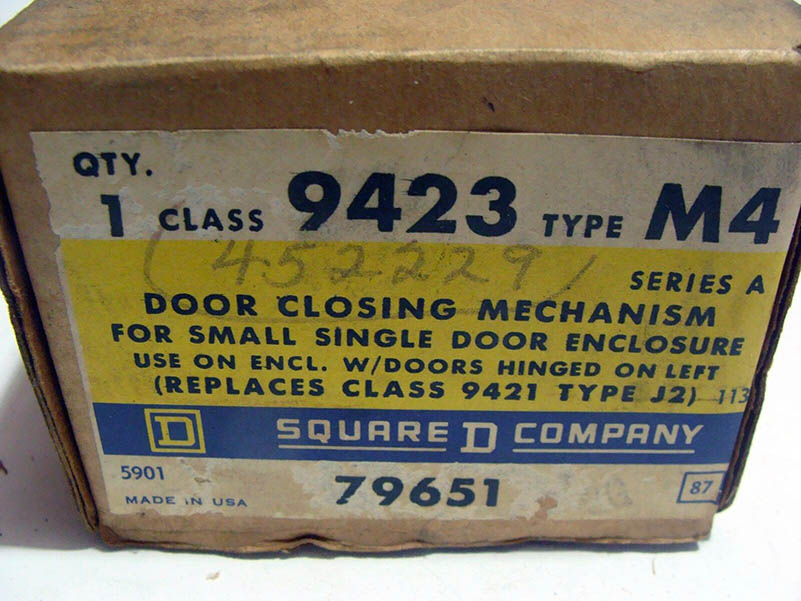 QTY.
1 CLASS 9423 TYPE M4
(452229)
SERIES A
DOOR CLOSING MECHANISM
FOR SMALL SINGLE DOOR ENCLOSURE
USE ON ENCL. W/DOORS HINGED ON LEFT
(REPLACES CLASS 9421 TYPE J2) 113
D SQUARE D COMPANY
5901
MADE IN USA
79651
87